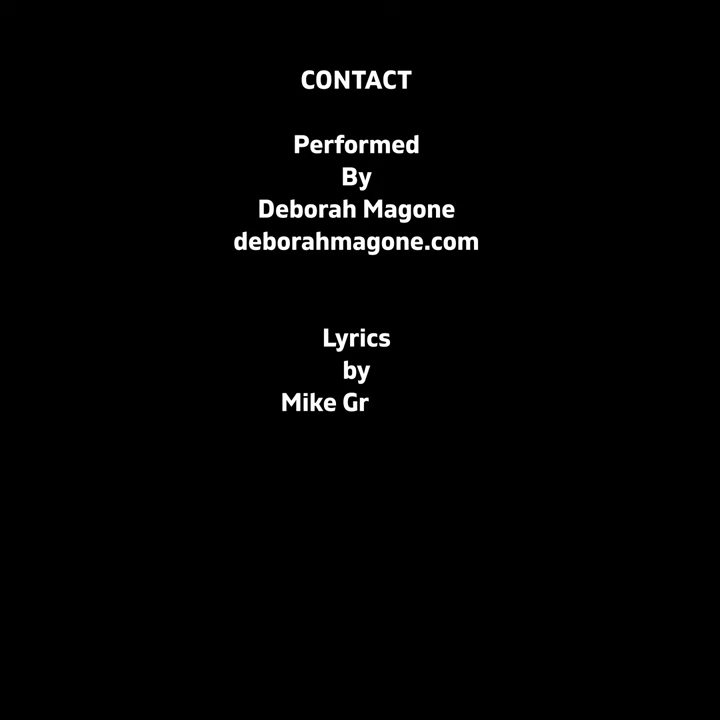 CONTACT
Performed
By
Deborah Magone
deborahmagone.com
Lyrics
by
Mike Gr